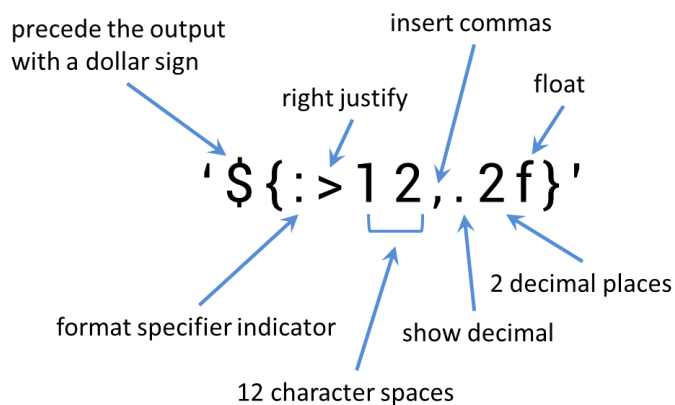 precede the output
with a dollar sign
insert commas
right justify
float
‘${:>12,.2f}’
2 decimal places
format specifier indicator
show decimal
12 character spaces